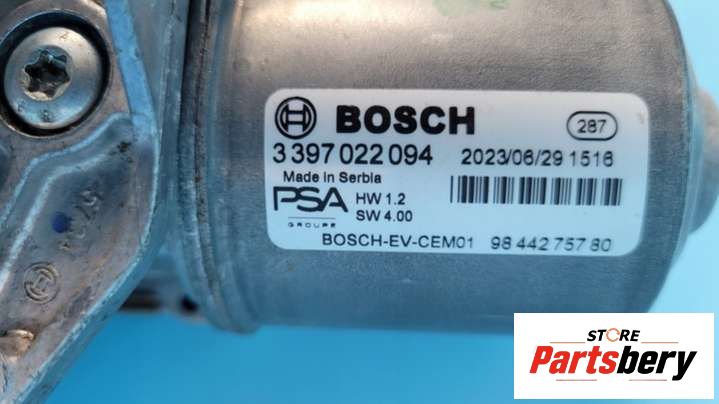 BOSCH 287
3 397 022 094 2023/06/29 1516
Made in Serbia
PSA HW 1.2
SW 4.00
GROUPE
BOSCH-EV-CEM01 98 442 757 80
STORE
Partsbery